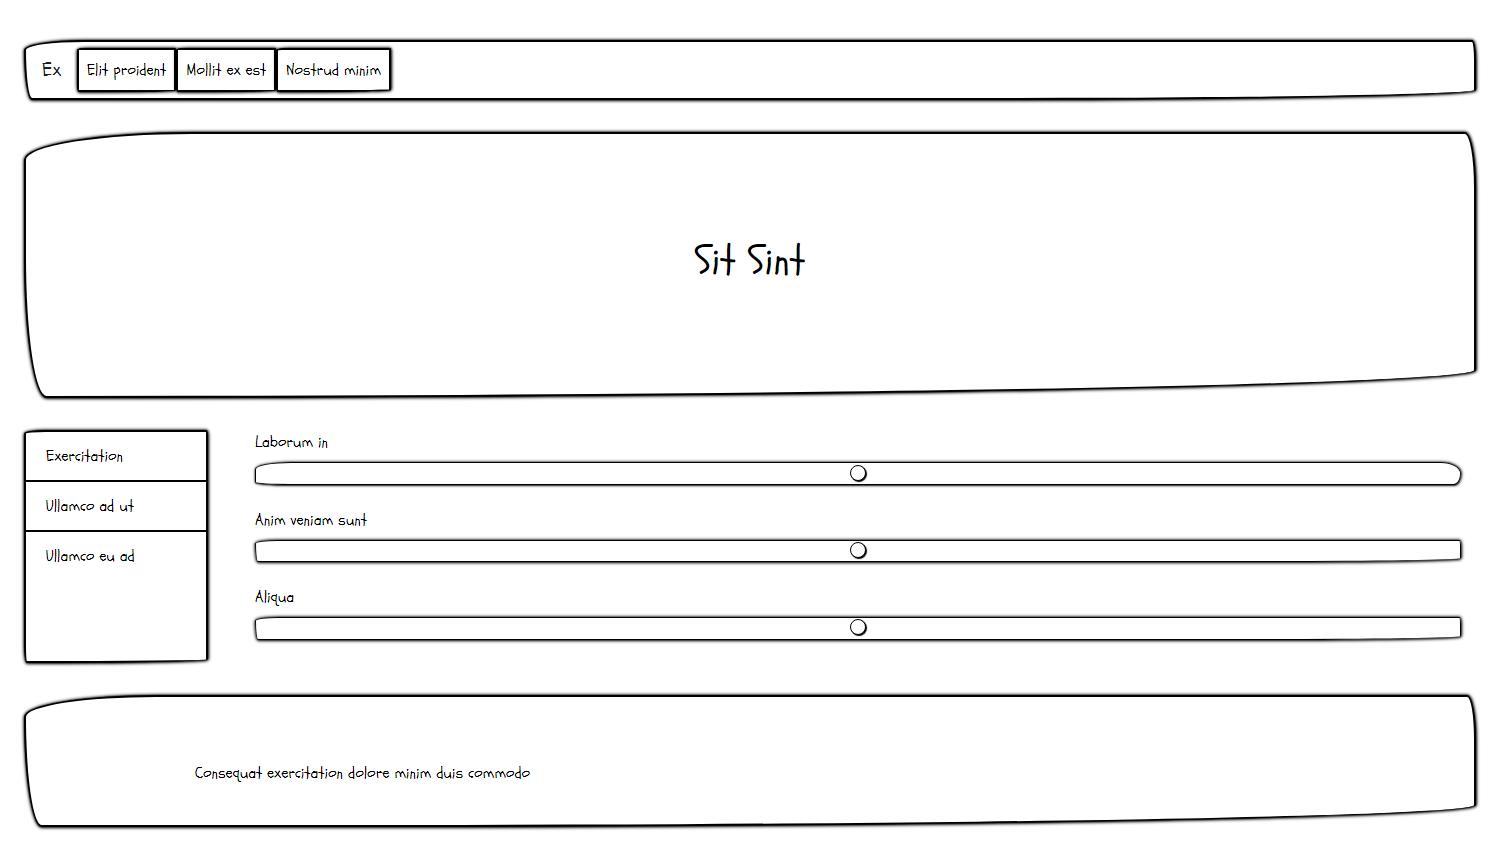 Ex
Elit proident
Mollit ex est
Nostrud minim
Sit Sint
Exercitation
Ullamco ad ut
Ullamco eu ad
Laborum in
Anim veniam sunt
Aliqua
Consequat exercitation dolore minim duis commodo